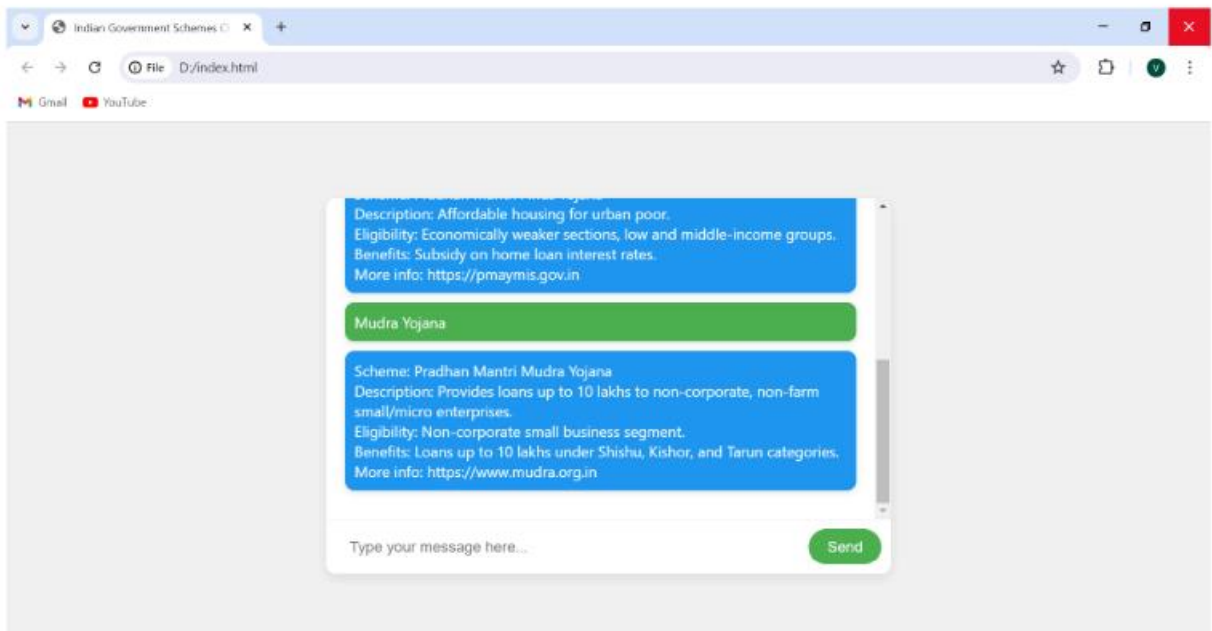 Indian Government Schemes
File D:/index.html
Gmail YouTube
Description: Affordable housing for urban poor.
Eligibility: Economically weaker sections, low and middle-income groups.
Benefits: Subsidy on home loan interest rates.
More info: https://pmaymis.gov.in
Mudra Yojana
Scheme: Pradhan Mantri Mudra Yojana
Description: Provides loans up to 10 lakhs to non-corporate, non-farm
small/micro enterprises.
Eligibility: Non-corporate small business segment.
Benefits: Loans up to 10 lakhs under Shishu, Kishor, and Tarun categories.
More info: https://www.mudra.org.in
Type your message here...
Send